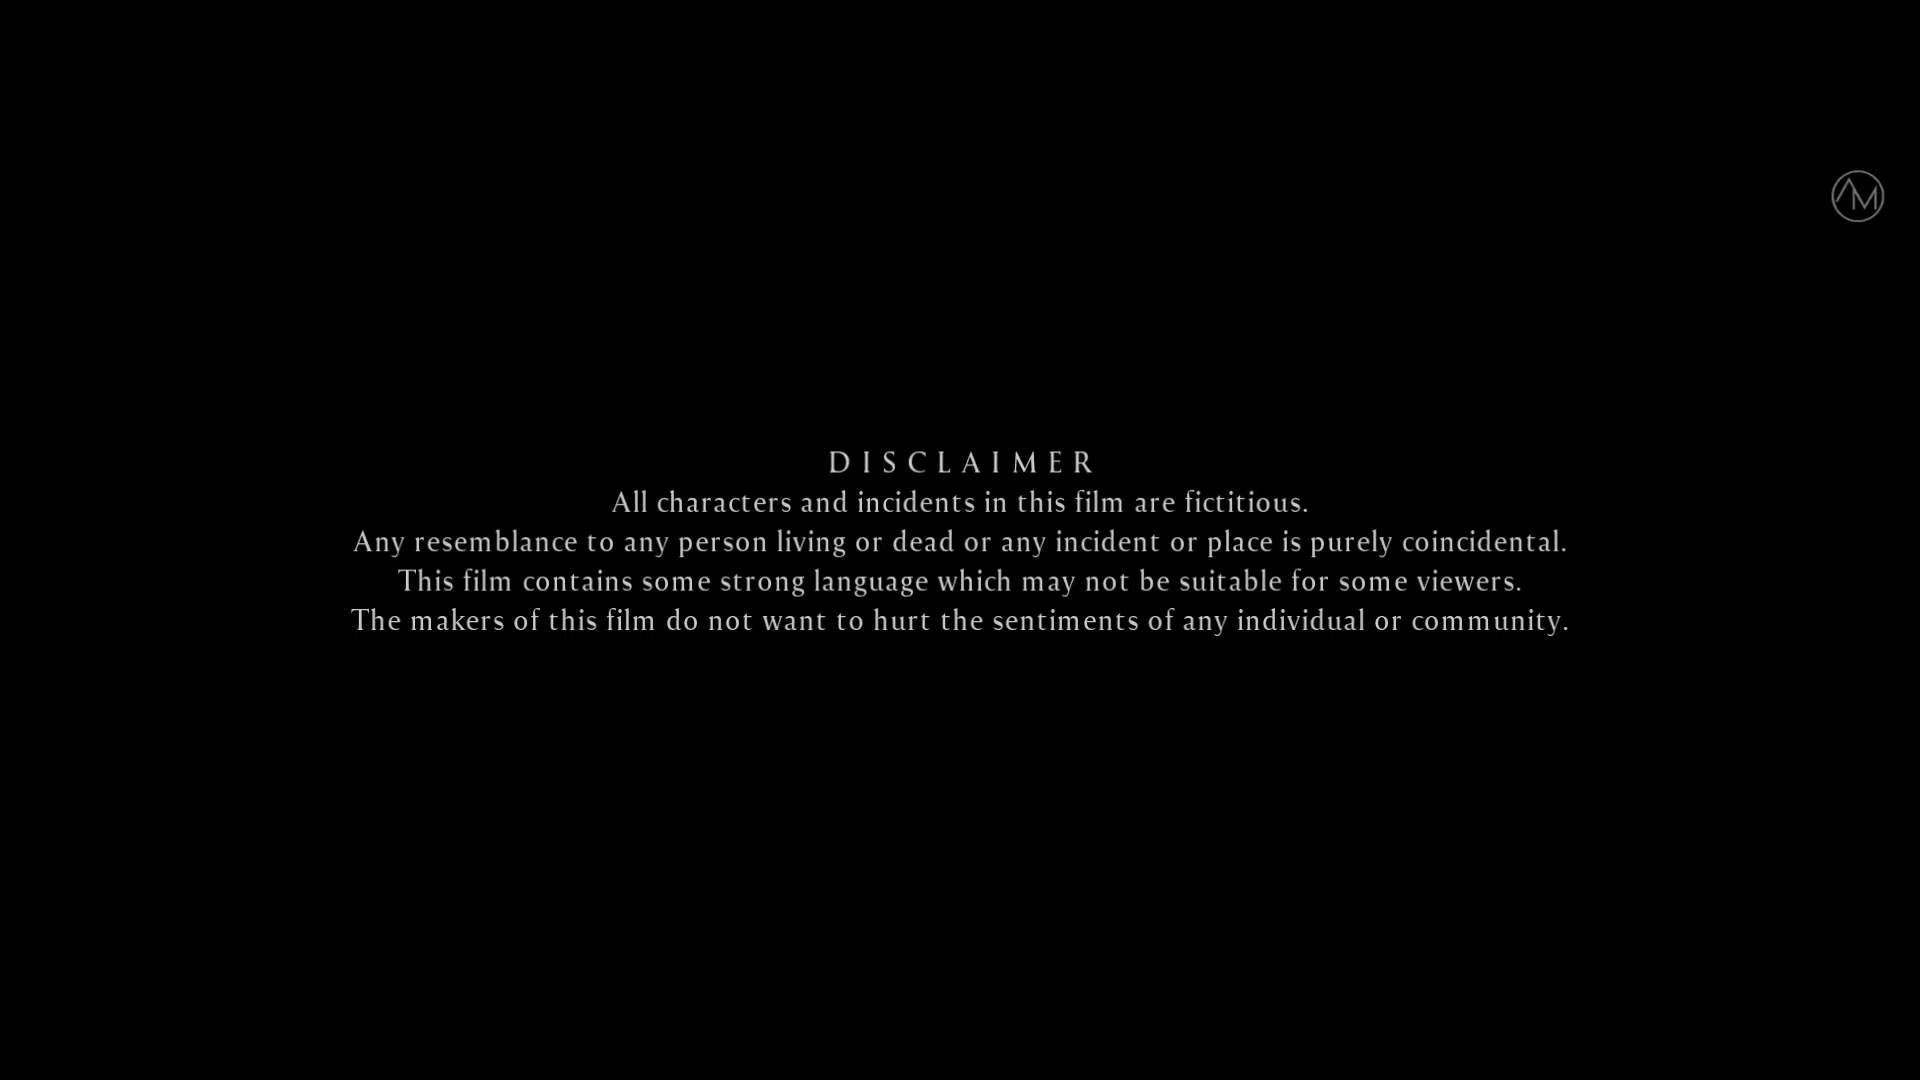 AM
DISCLAIMER
All characters and incidents in this film are fictitious.
Any resemblance to any person living or dead or any incident or place is purely coincidental.
This film contains some strong language which may not be suitable for some viewers.
The makers of this film do not want to hurt the sentiments of any individual or community.